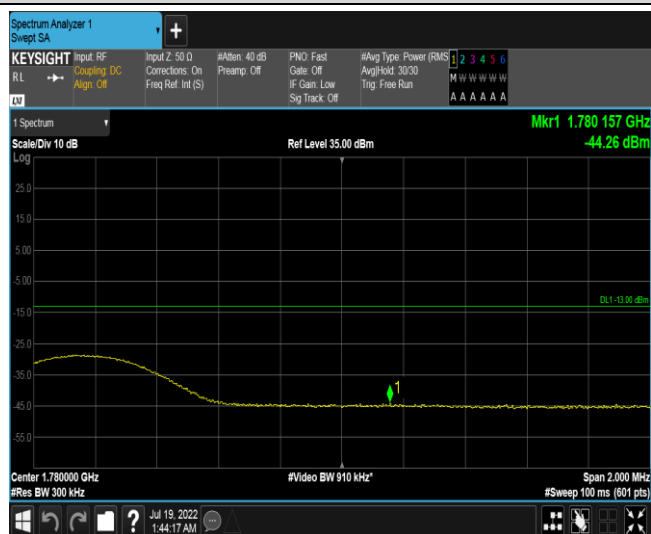 Spectrum Analyzer 1
Swept SA
+
KEYSIGHT
RL
LXI
Input: RF
Coupling: DC
Align: Off
Input Z: 50 Ω
Corrections: On
Freq Ref: Int (S)
#Atten: 40 dB
Preamp: Off
PNO: Fast
Gate: Off
IF Gain: Low
Sig Track: Off
#Avg Type: Power (RMS
Avg|Hold: 30/30
Trig: Free Run
1 2 3 4 5 6
M W W W W W
A A A A A A
1 Spectrum
Scale/Div 10 dB
Ref Level 35.00 dBm
Mkr1 1.780 157 GHz
-44.26 dBm
Log
25.0
15.0
5.00
-5.00
DL1 -13.00 dBm
-15.0
-25.0
-35.0
1
-45.0
-55.0
Center 1.780000 GHz
#Video BW 910 kHz*
Span 2.000 MHz
#Res BW 300 kHz
#Sweep 100 ms (601 pts)
?
Jul 19, 2022
1:44:17 AM